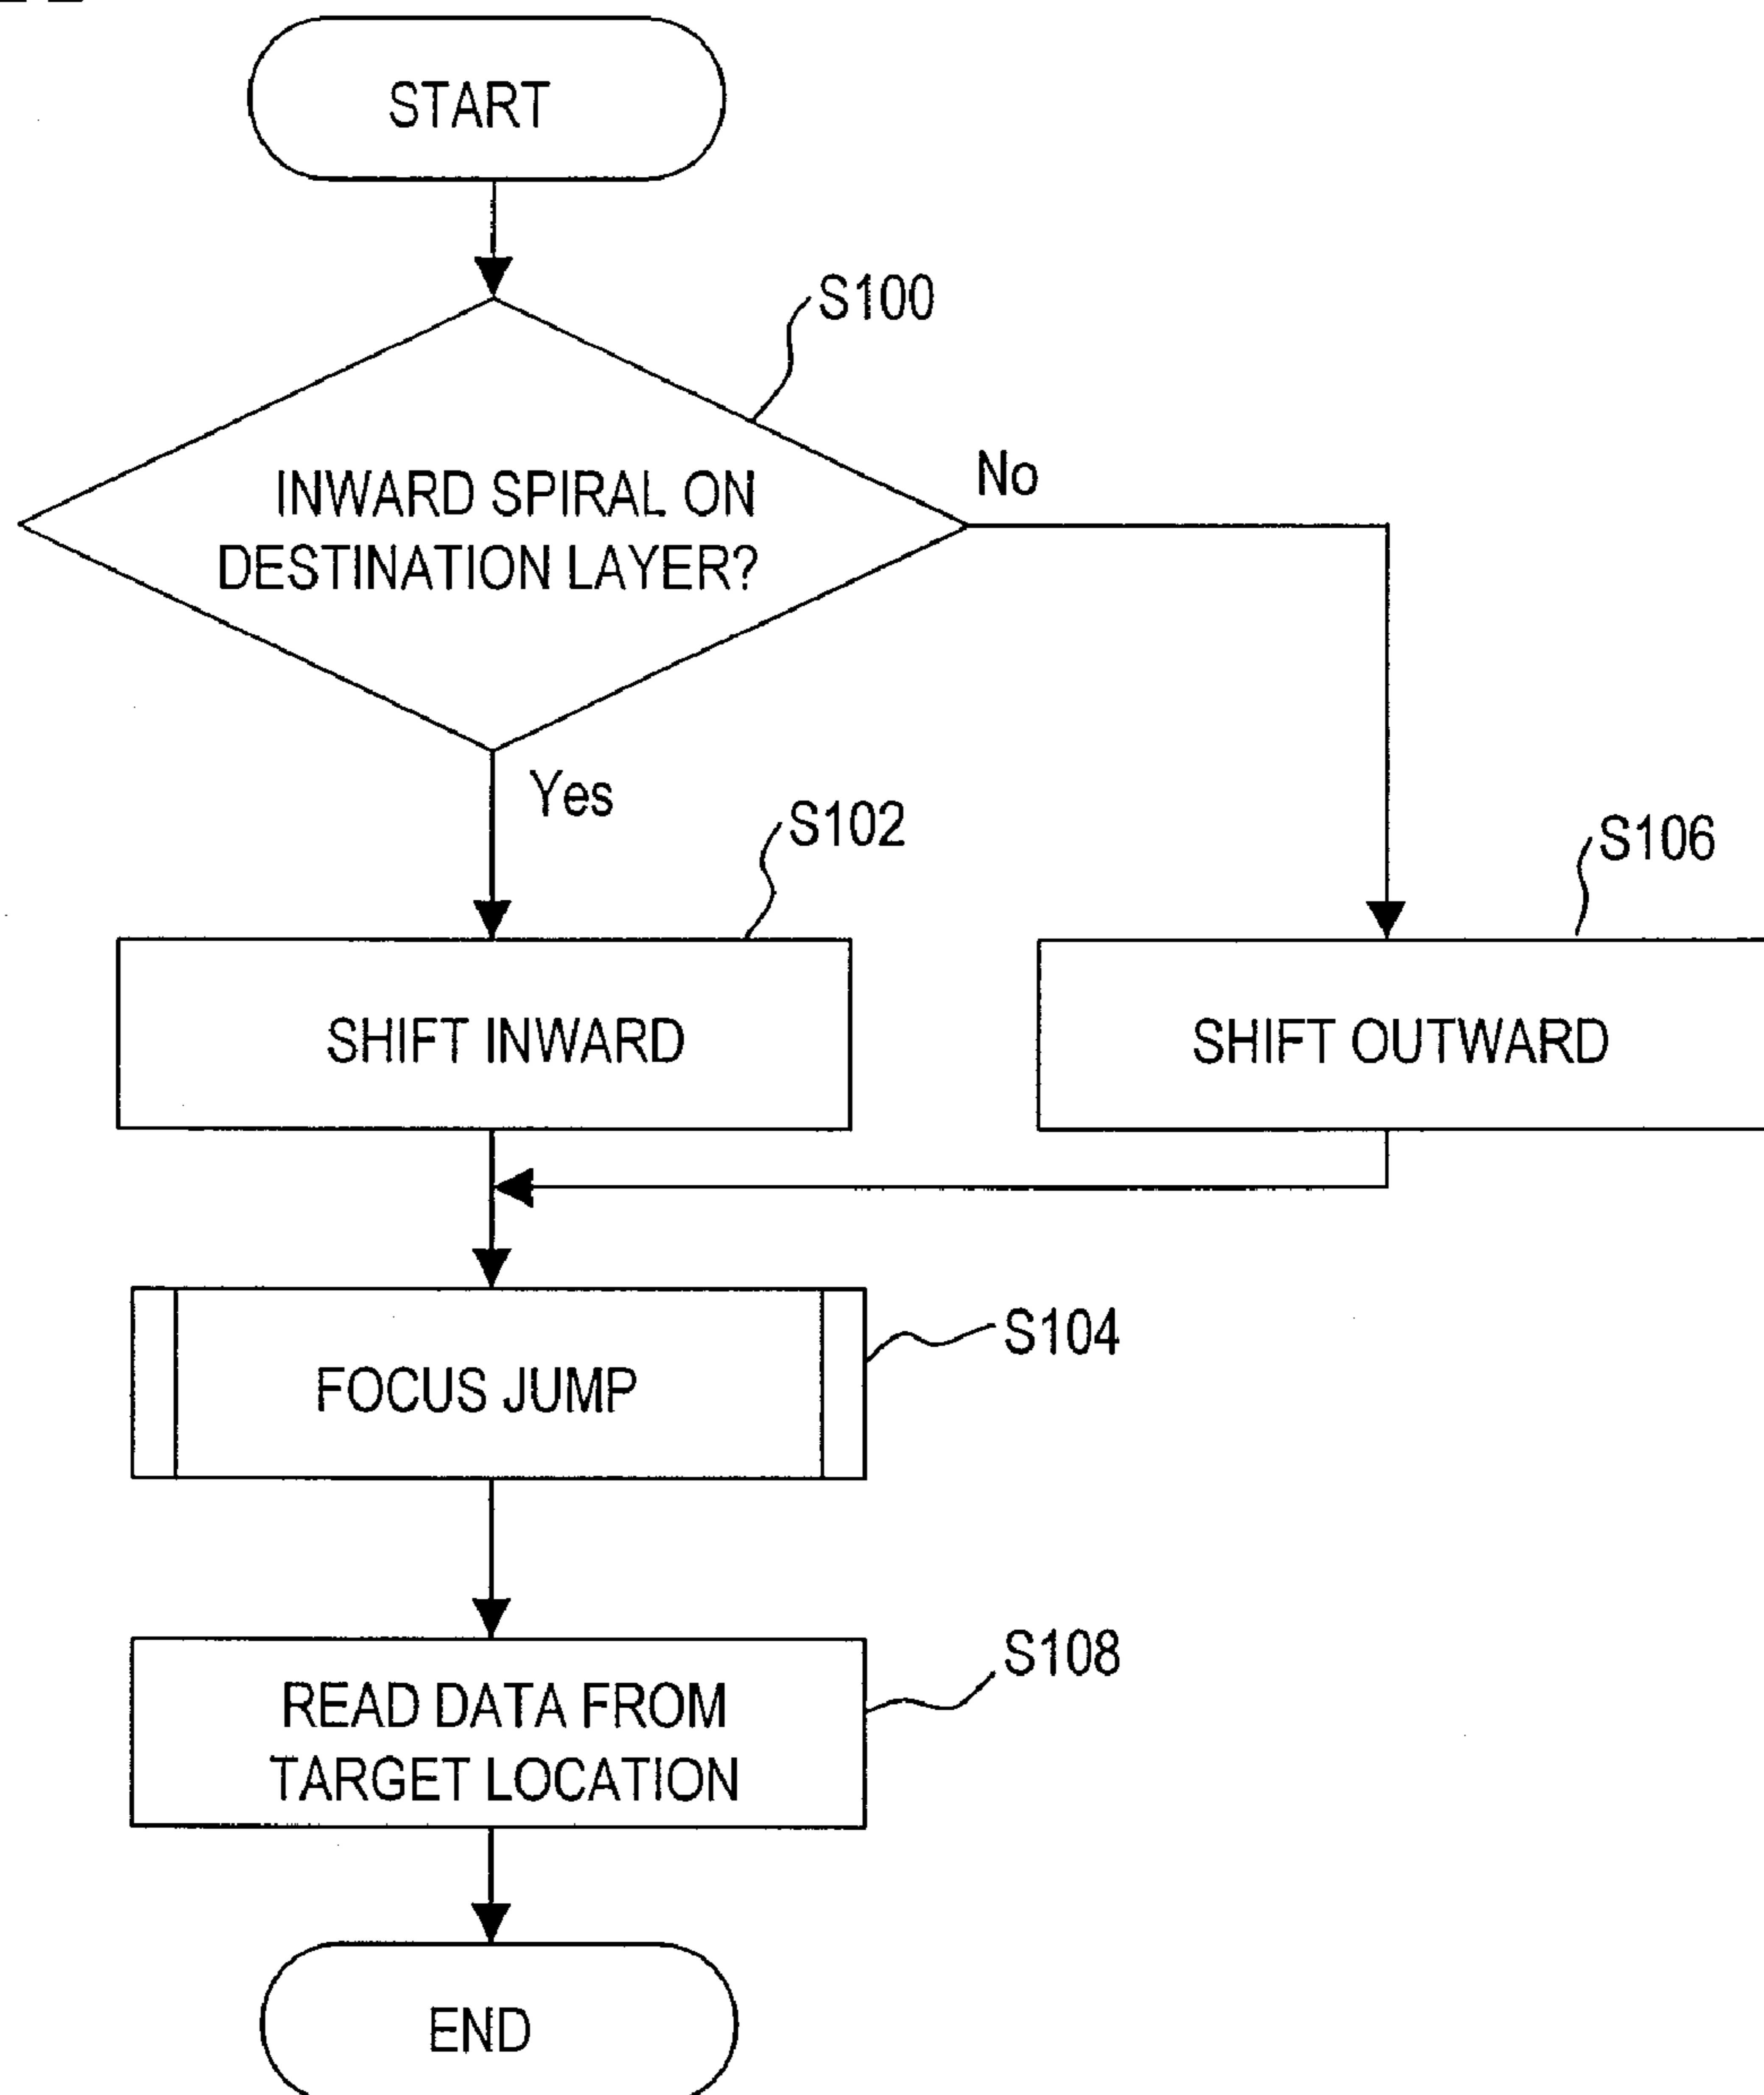 START
S100
INWARD SPIRAL ON
DESTINATION LAYER?
No
Yes
S102
S106
SHIFT INWARD
SHIFT OUTWARD
FOCUS JUMP
S104
READ DATA FROM
TARGET LOCATION
S108
END